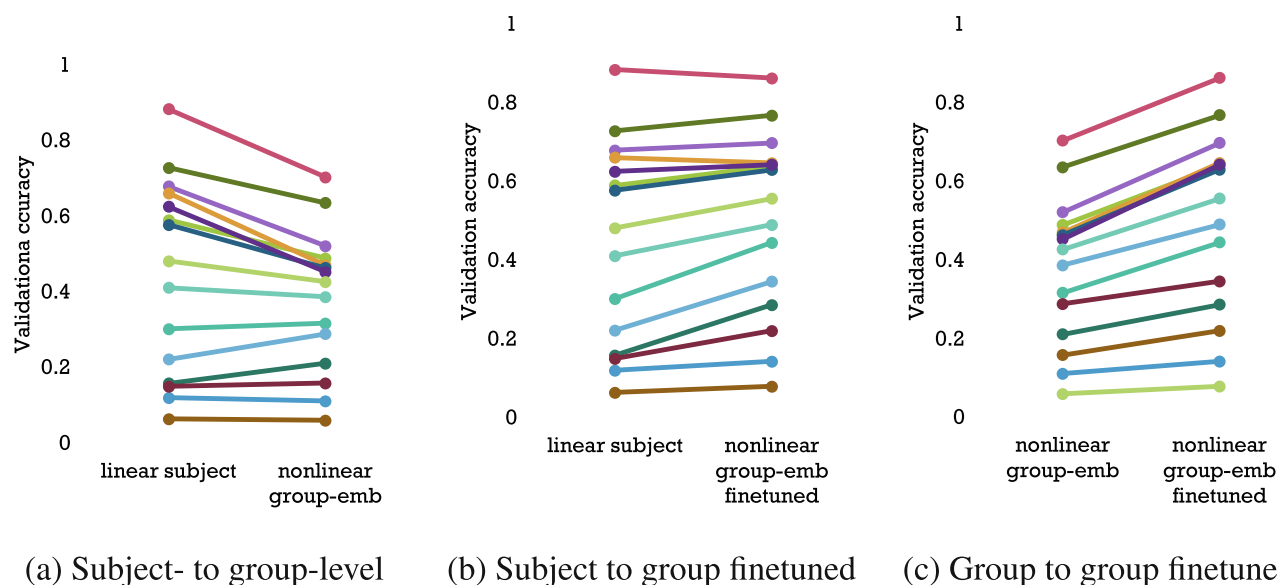 1
0.8
0.6
0.4
0.2
0
Validationa ccuracy
linear subject
nonlinear
group-emb
(a) Subject- to group-level
1
0.8
0.6
0.4
0.2
0
Validation accuracy
linear subject
nonlinear
group-emb
finetuned
(b) Subject to group finetuned
1
0.8
0.6
0.4
0.2
0
Validation accuracy
nonlinear
group-emb
nonlinear
group-emb
finetuned
(c) Group to group finetune